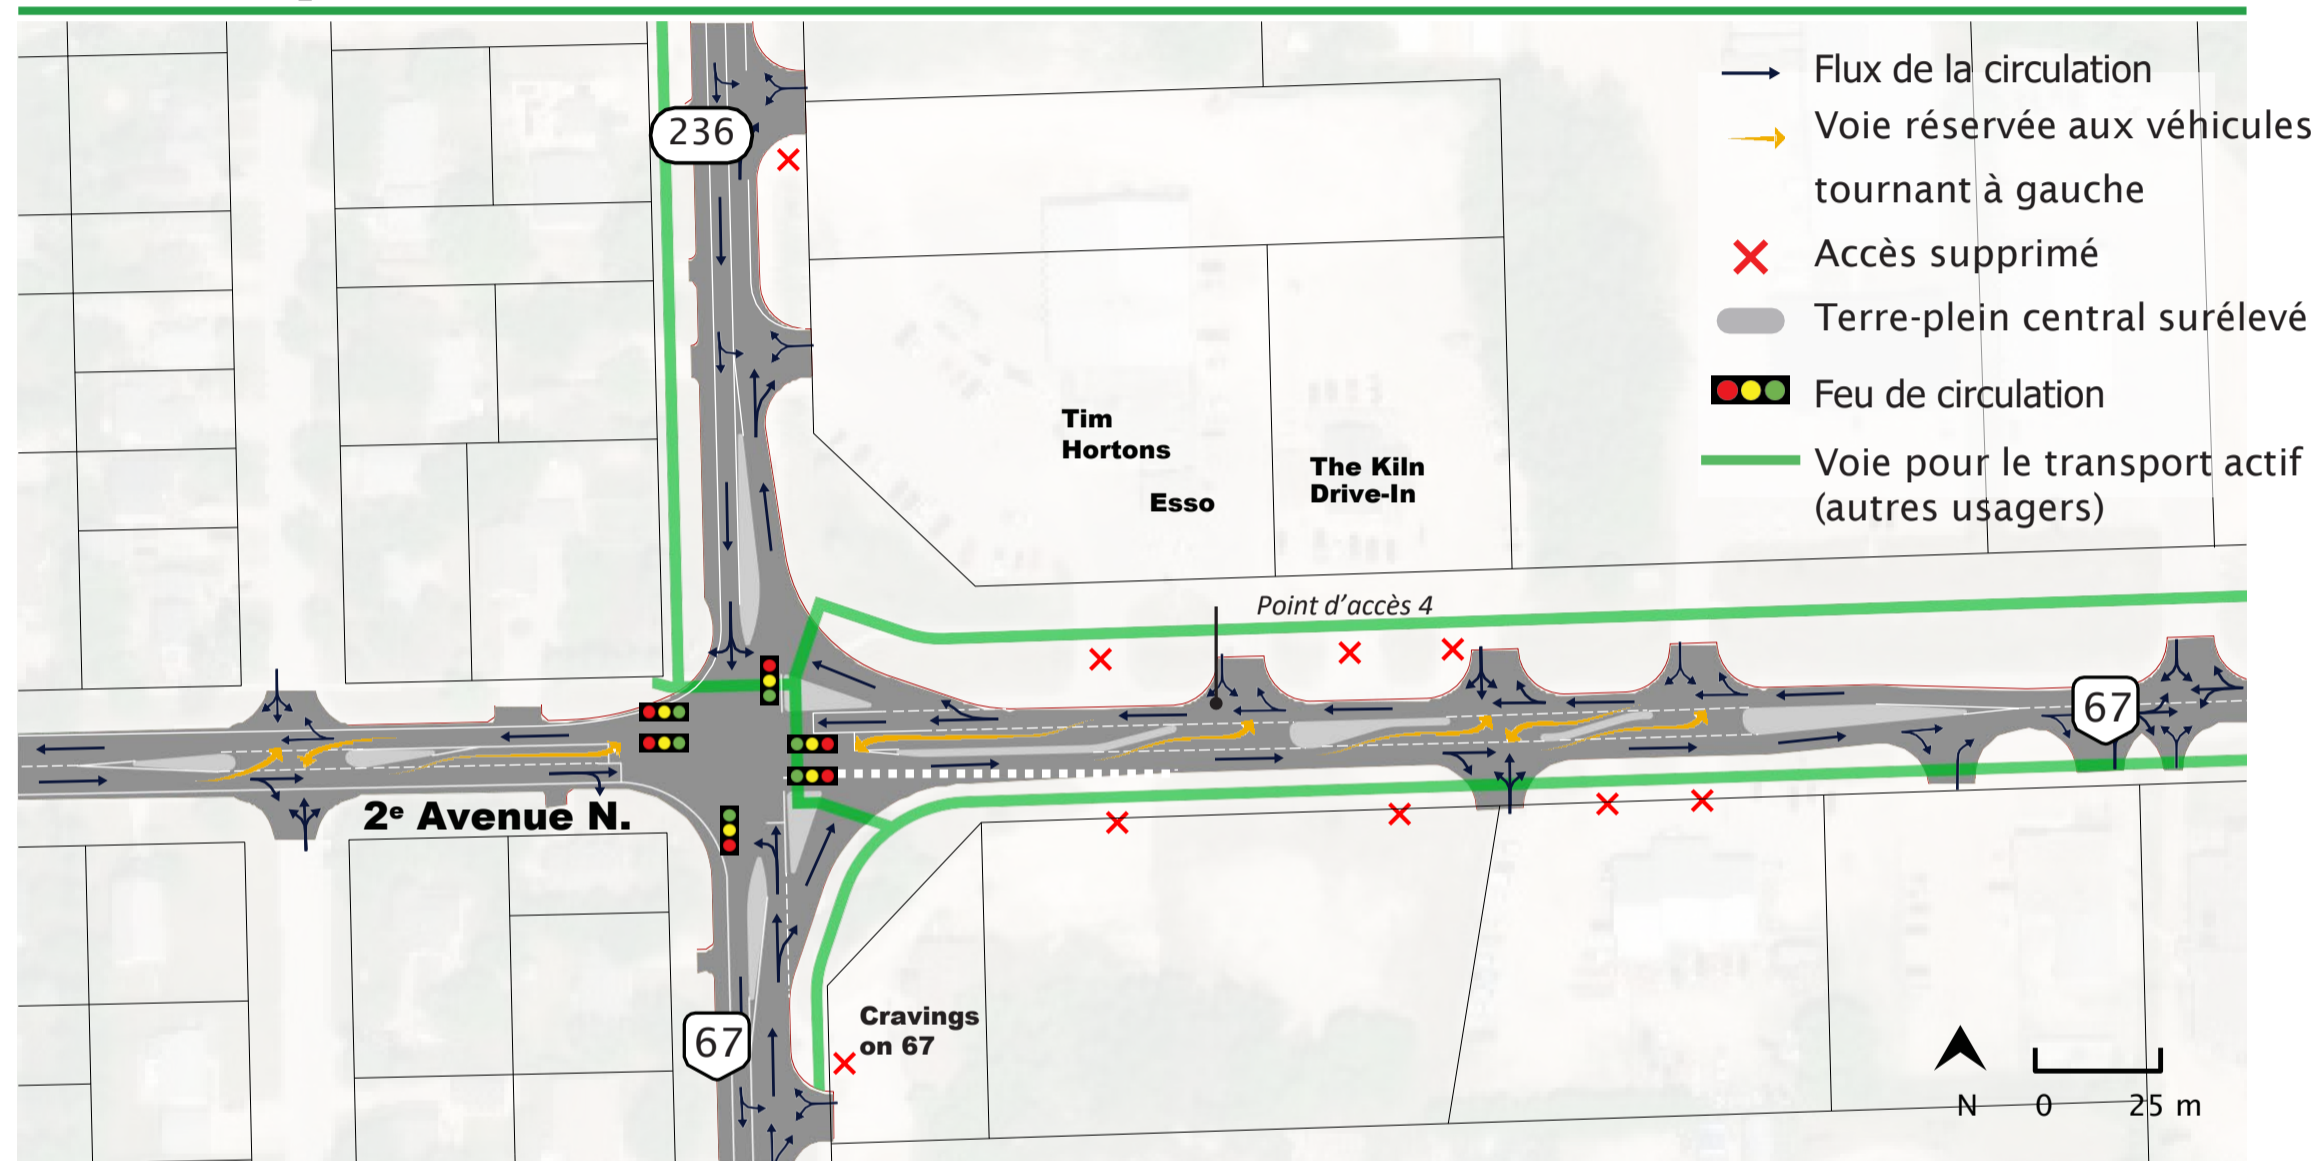 Flux de la circulation
Voie réservée aux véhicules
tournant à gauche
Accès supprimé
Terre-plein central surélevé
Feu de circulation
Voie pour le transport actif
(autres usagers)
236
Tim
Hortons
Esso
The Kiln
Drive-In
Point d'accès 4
67
2e Avenue N.
Cravings
on 67
67
N
0
25 m